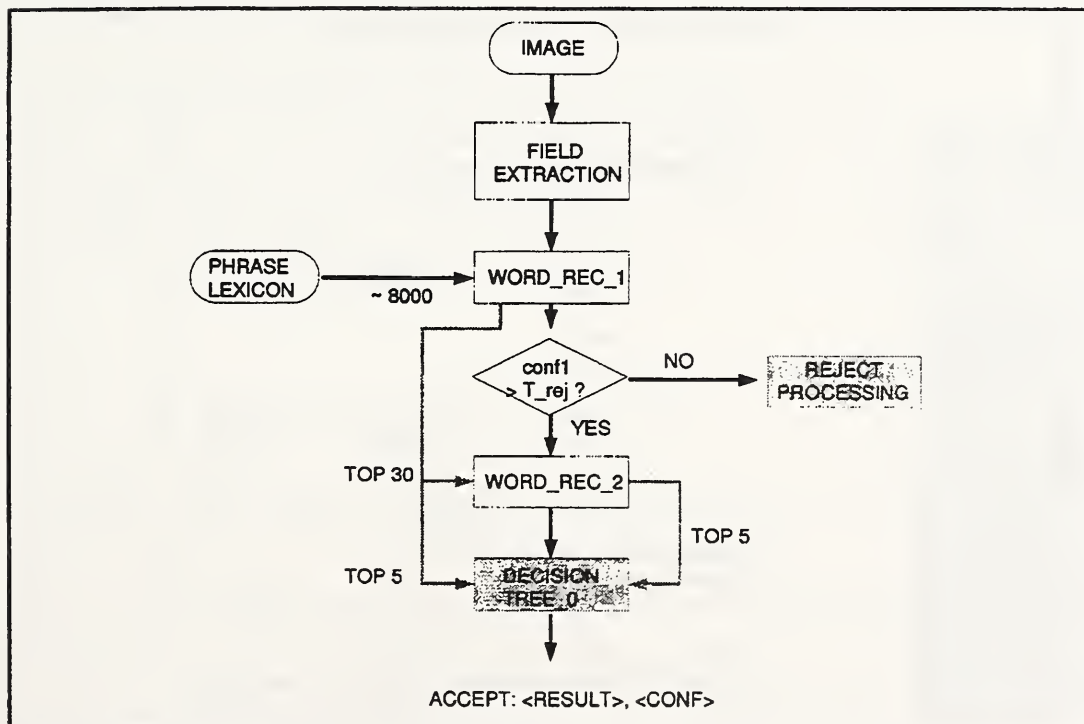 IMAGE
FIELD
EXTRACTION
PHRASE
LEXICON
~ 8000
WORD_REC_1
conf1
> T_rej ?
NO
REJECT
PROCESSING
YES
TOP 30
WORD_REC_2
TOP 5
TOP 5
DECISION
TREE_0
ACCEPT: <RESULT>, <CONF>